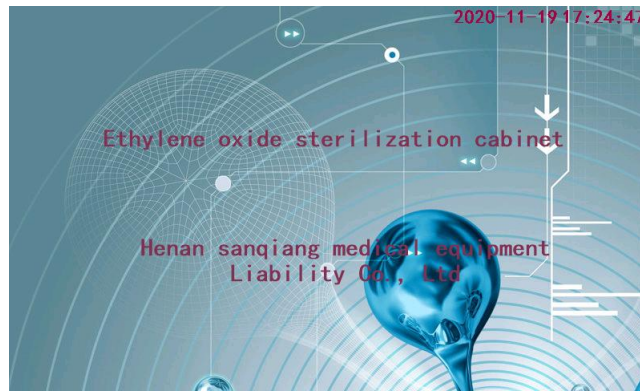 2020-11-19 17:24:47
Ethylene oxide sterilization cabinet
Henan sanqiang medical equipment
Liability Co., Ltd